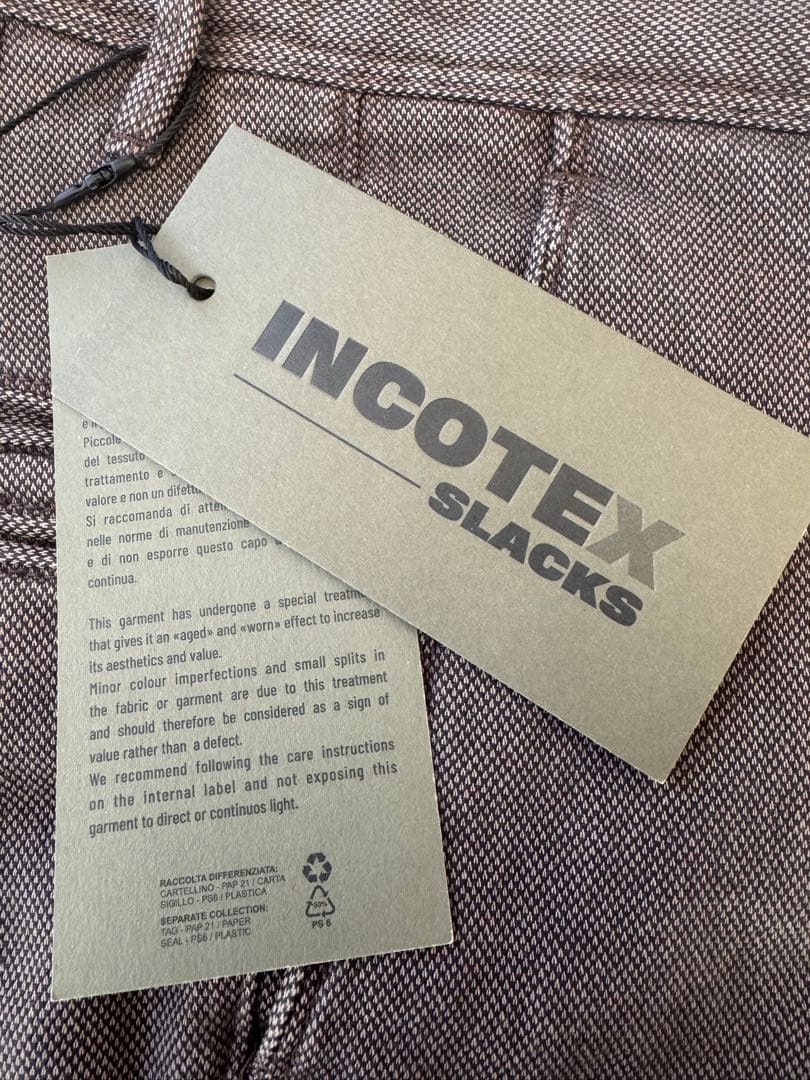 INCOTEX
SLACKS
Piccole
del tessuto
trattamento e
valore e non un
Si raccomanda di
nelle norme di manutenzione
e di non esporre questo capo
continua.
This garment has undergone a special
that gives it an «aged» and «worn» effect to increase
its aesthetics and value.
Minor colour imperfections and small splits in
the fabric or garment are due to this treatment
and should therefore be considered as a sign of
value rather than a defect.
We recommend following the care instructions
on the internal label and not exposing this
garment to direct or continuos light.
RACCOLTA DIFFERENZIATA:
CARTELLINO - PAP 21 / CARTA
SIGILLO - PS6 / PLASTICA
SEPARATE COLLECTION:
TAG - PAP 21 / PAPER
SEAL - PS6 / PLASTIC
50%
PS 6